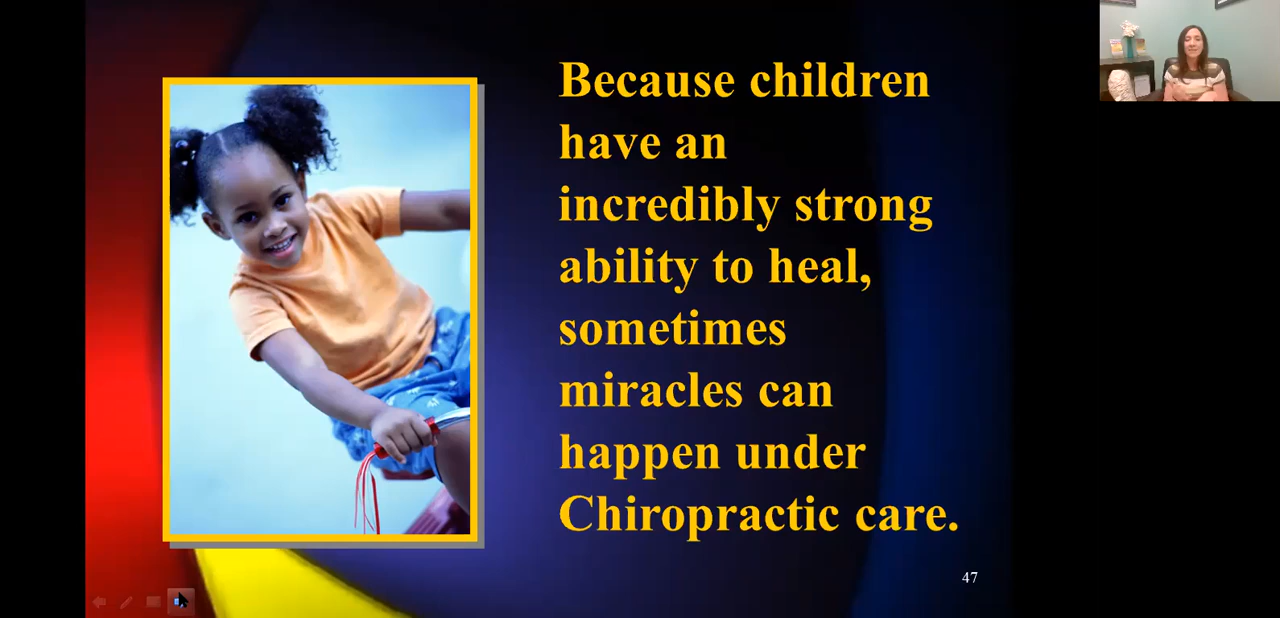 Because children
have an
incredibly strong
ability to heal,
sometimes
miracles can
happen under
Chiropractic care.
47